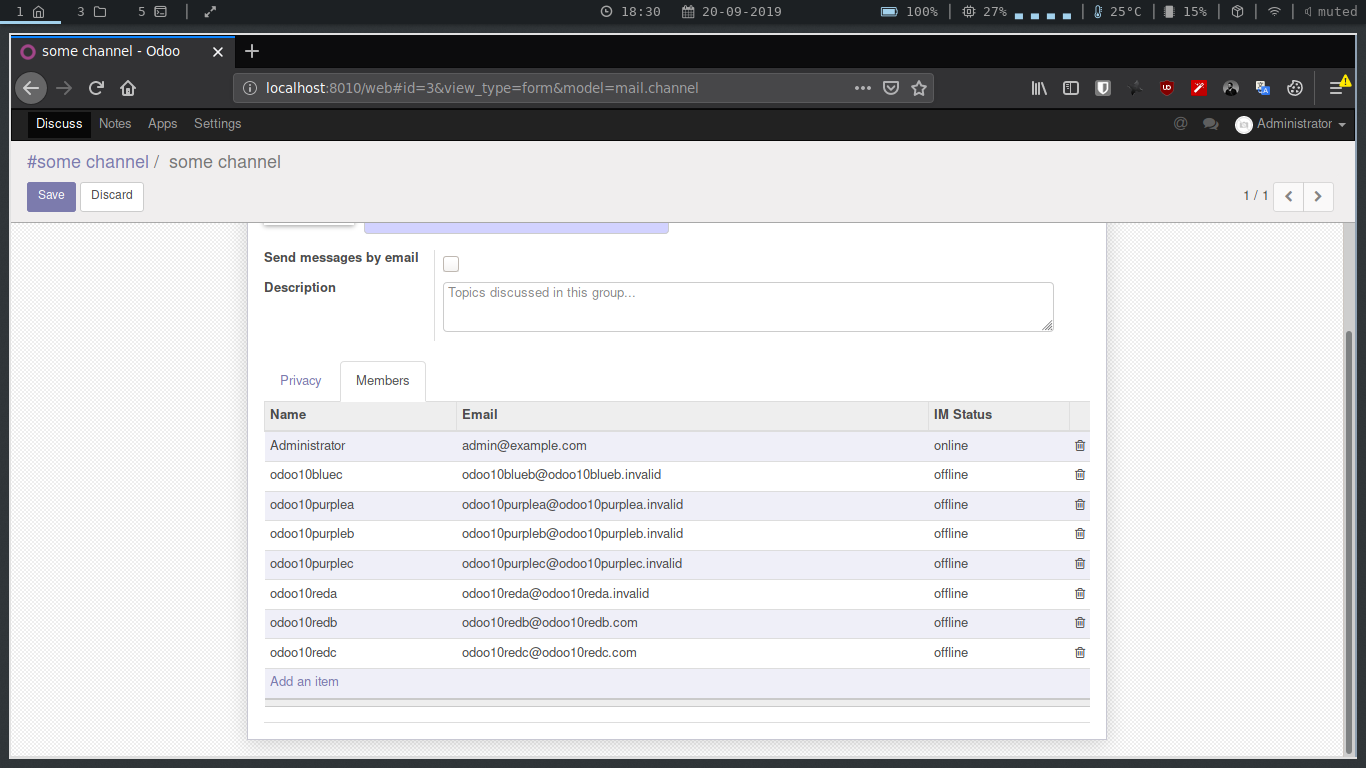 1 3 5 18:30 20-09-2019 100% 27% 25°C 15% muted
some channel - Odoo
localhost:8010/web#id=3&view_type=form&model=mail.channel
Discuss Notes Apps Settings @ Administrator
#some channel / some channel
Save Discard 1 / 1
Send messages by email
Description Topics discussed in this group...
Privacy Members
Name Email IM Status
Administrator admin@example.com online
odoo10bluec odoo10blueb@odoo10blueb.invalid offline
odoo10purplea odoo10purplea@odoo10purplea.invalid offline
odoo10purpleb odoo10purpleb@odoo10purpleb.invalid offline
odoo10purplec odoo10purplec@odoo10purplec.invalid offline
odoo10reda odoo10reda@odoo10reda.invalid offline
odoo10redb odoo10redb@odoo10redb.com offline
odoo10redc odoo10redc@odoo10redc.com offline
Add an item